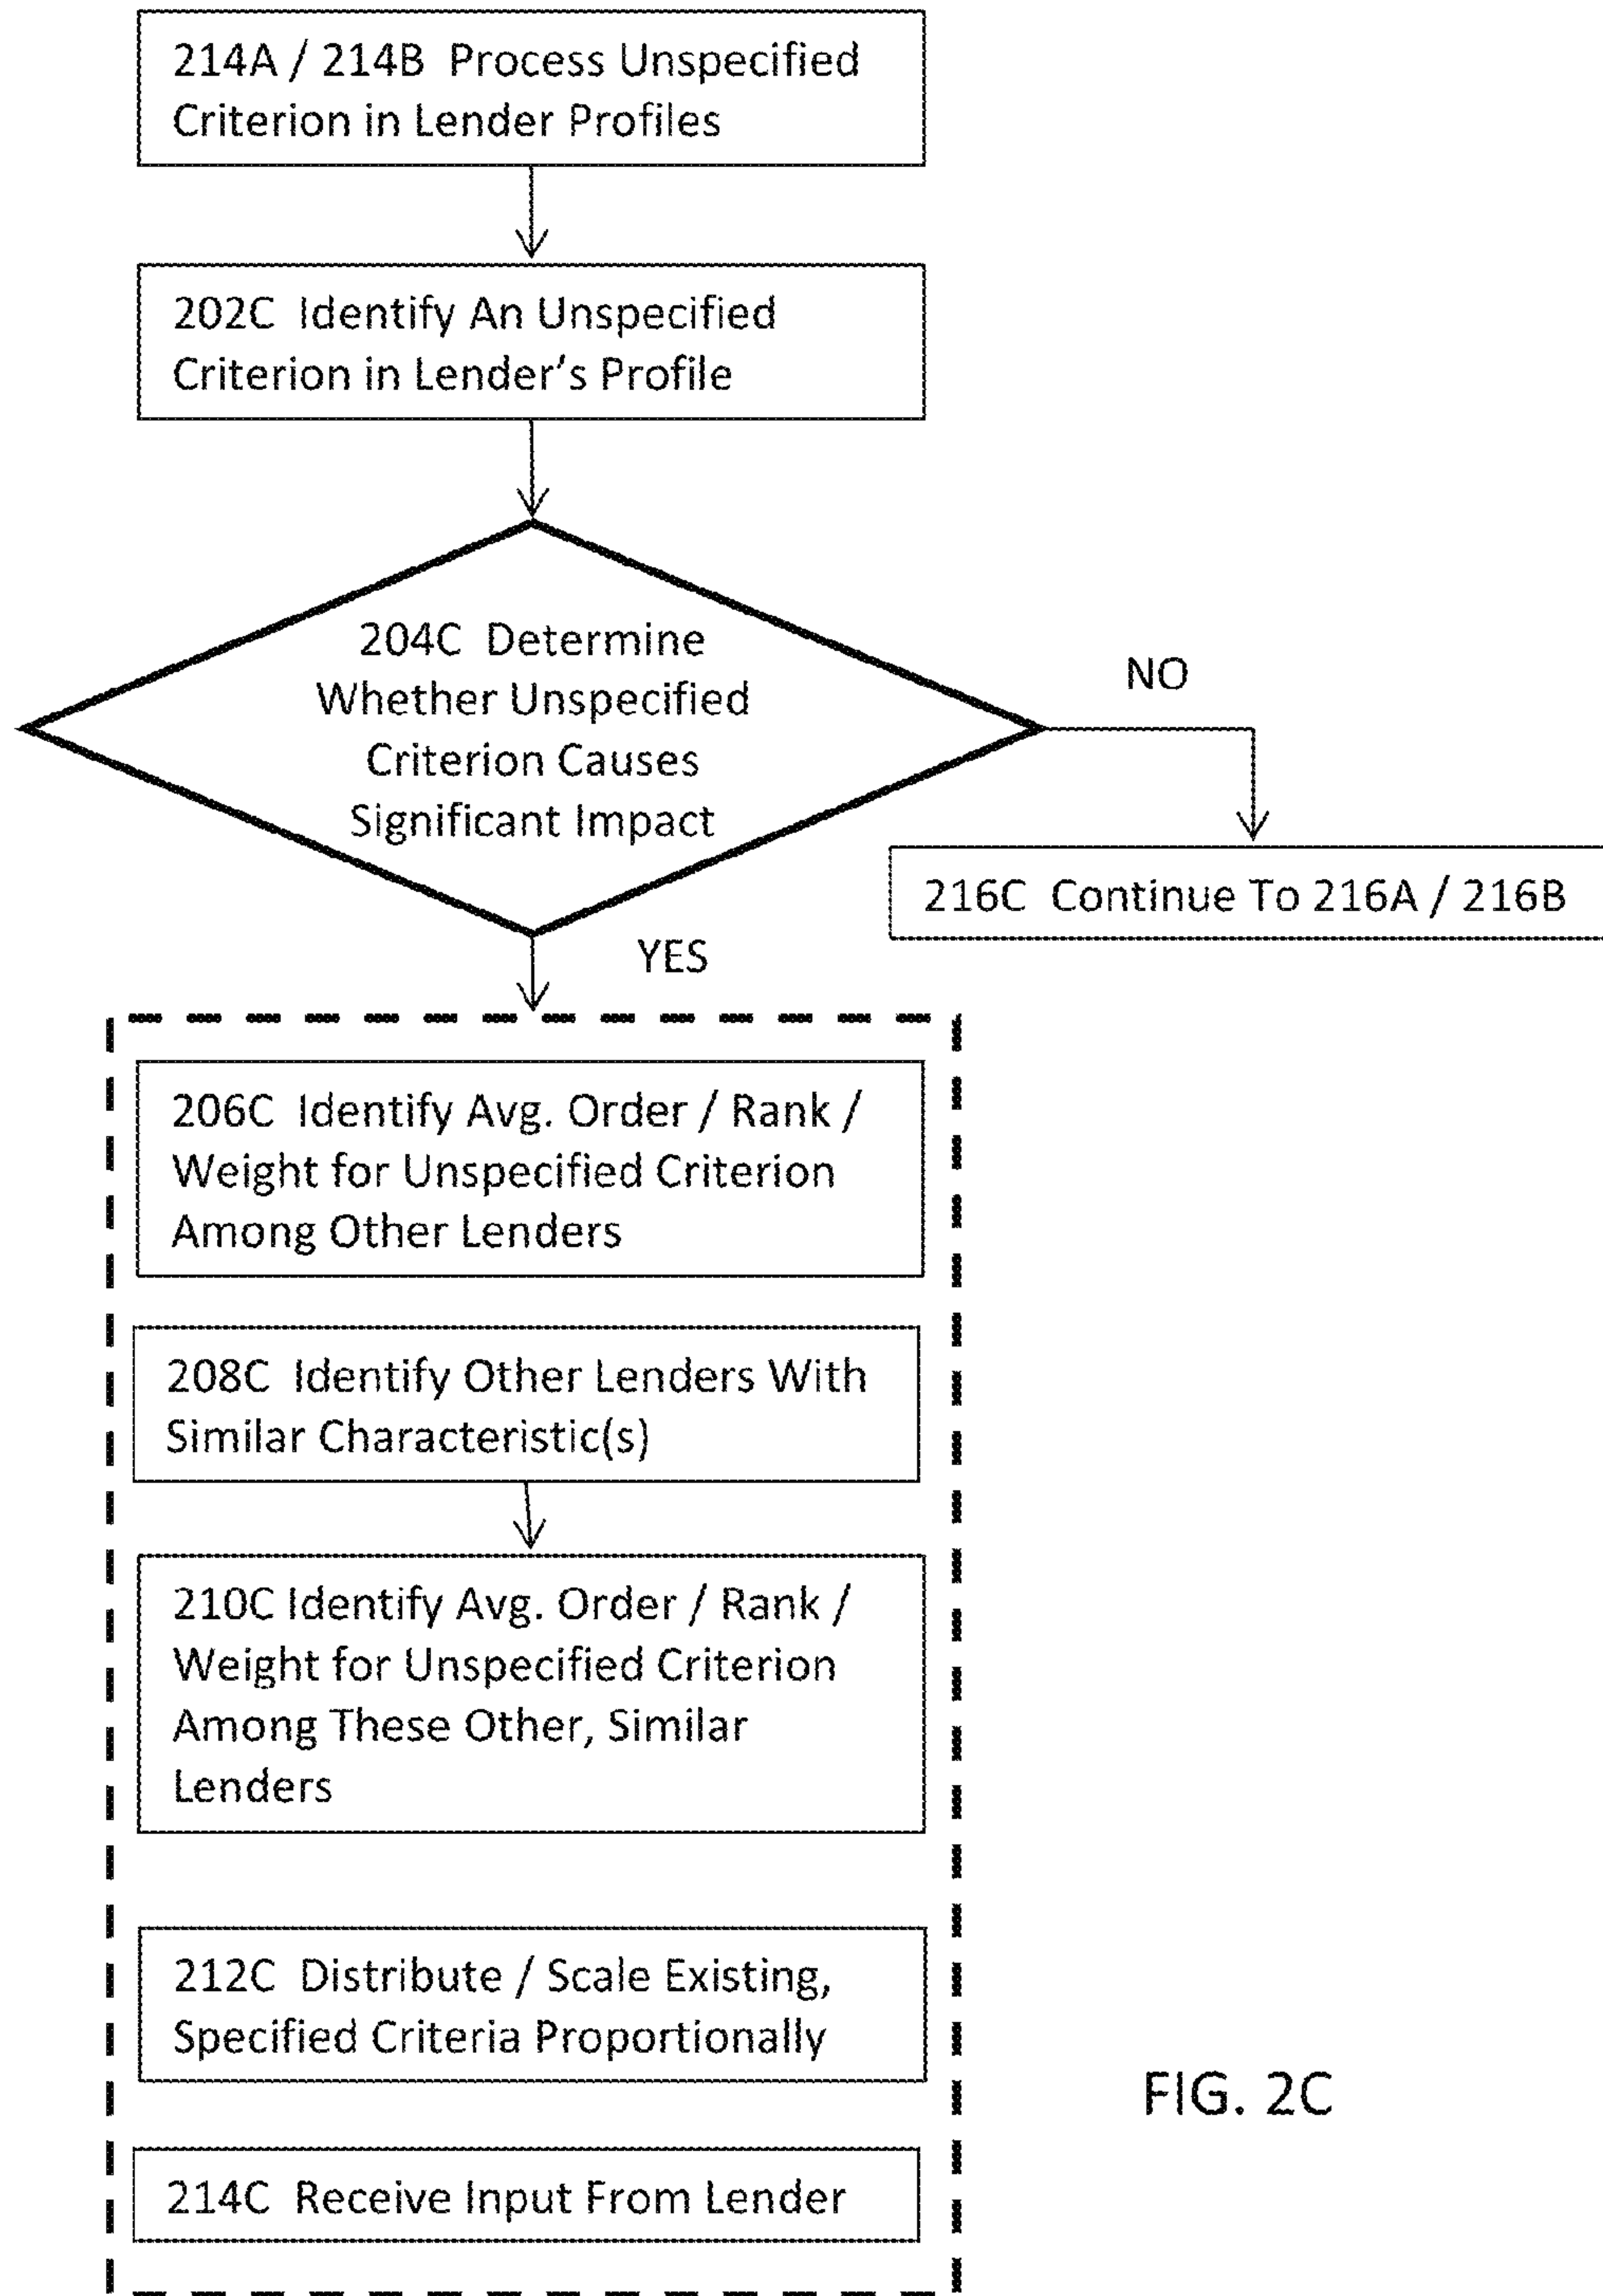 214A / 214B  Process Unspecified
Criterion in Lender Profiles
202C  Identify An Unspecified
Criterion in Lender’s Profile
204C  Determine
Whether Unspecified
Criterion Causes
Significant Impact
NO
216C  Continue To 216A / 216B
YES
206C  Identify Avg. Order / Rank /
Weight for Unspecified Criterion
Among Other Lenders
208C  Identify Other Lenders With
Similar Characteristic(s)
210C Identify Avg. Order / Rank /
Weight for Unspecified Criterion
Among These Other, Similar
Lenders
212C  Distribute / Scale Existing,
Specified Criteria Proportionally
214C  Receive Input From Lender
FIG. 2C